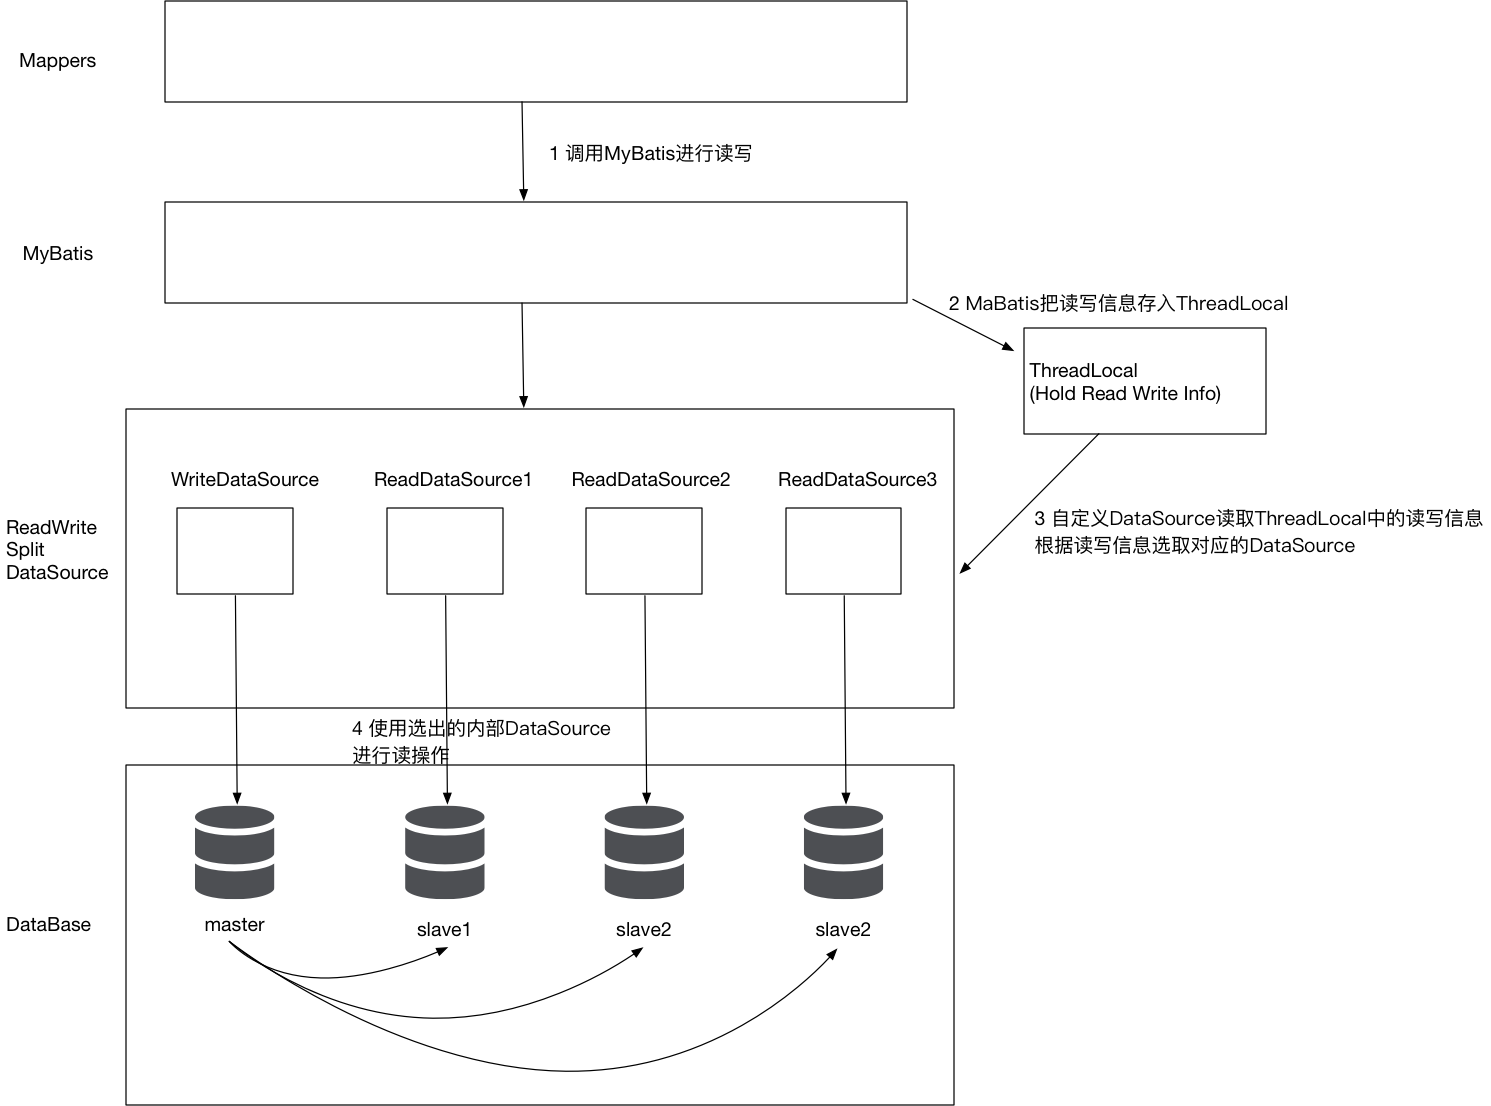 Mappers
1 调用MyBatis进行读写
MyBatis
2 MaBatis把读写信息存入ThreadLocal
ThreadLocal
(Hold Read Write Info)
WriteDataSource
ReadDataSource1
ReadDataSource2
ReadDataSource3
ReadWrite
Split
DataSource
3 自定义DataSource读取ThreadLocal中的读写信息
根据读写信息选取对应的DataSource
4 使用选出的内部DataSource
进行读操作
DataBase
master
slave1
slave2
slave2